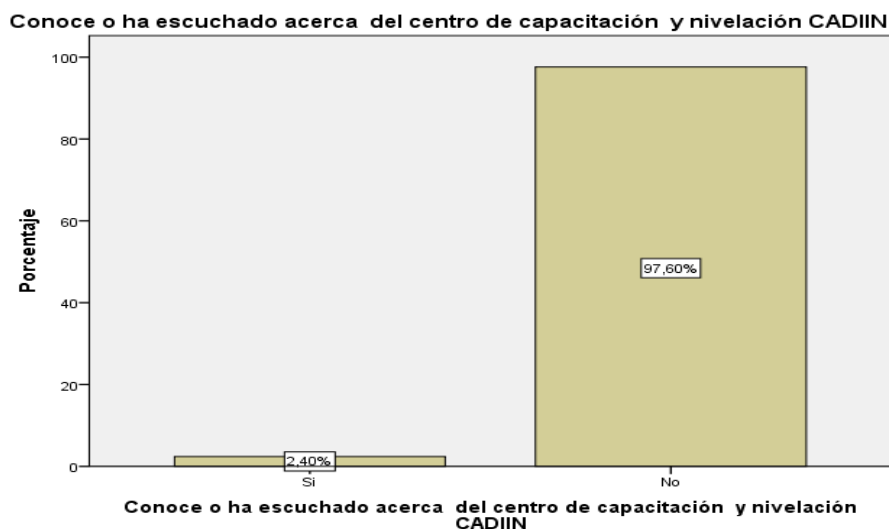 Conoce o ha escuchado acerca  del centro de capacitación  y nivelación CADIIN
100
80
60
40
20
0
Porcentaje
2,40%
97,60%
Si
No
Conoce o ha escuchado acerca  del centro de capacitación  y nivelación
CADIIN